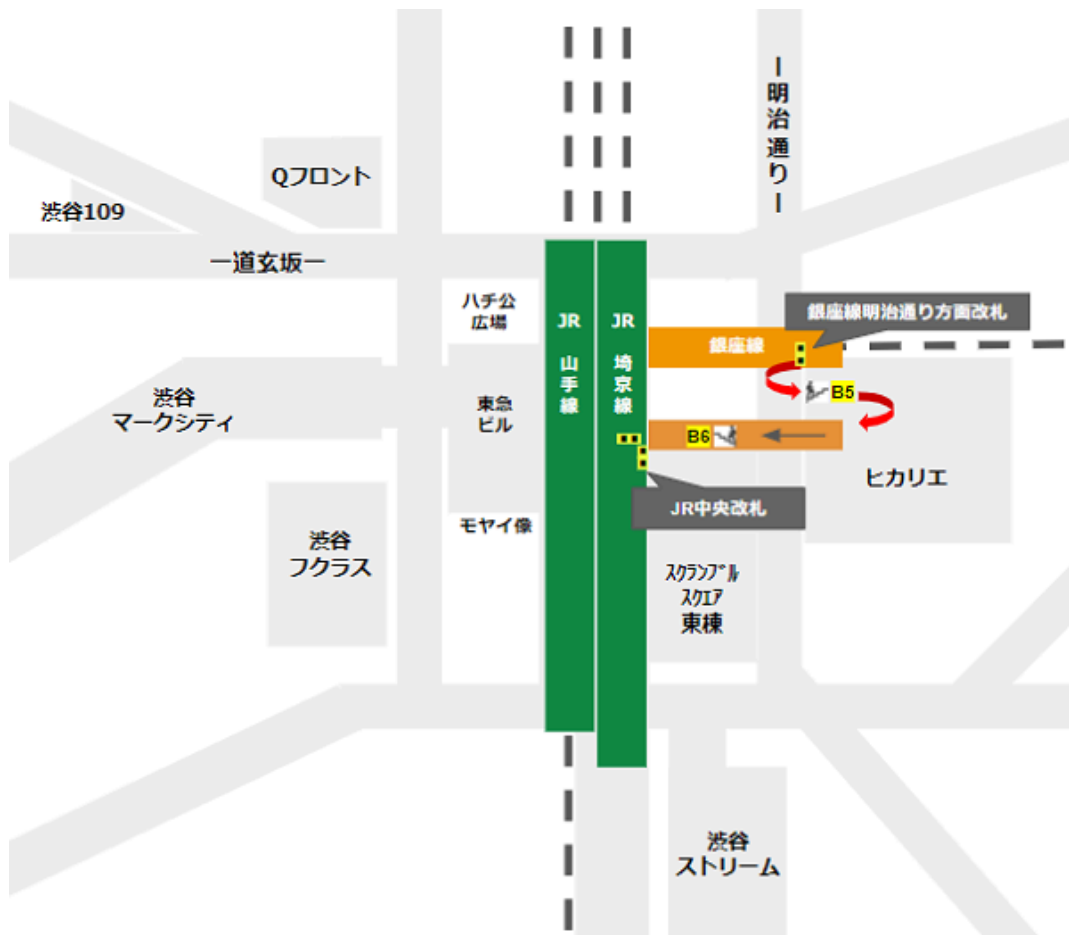 ー明治通りー
Qフロント
渋谷109
ー道玄坂ー
ハチ公
広場
JR 山手線
JR 埼京線
銀座線明治通り方面改札
銀座線
渋谷
マークシティ
東急
ビル
B5
B6
ヒカリエ
JR中央改札
モヤイ像
渋谷
フクラス
スクランブル
スクエア
東棟
渋谷
ストリーム